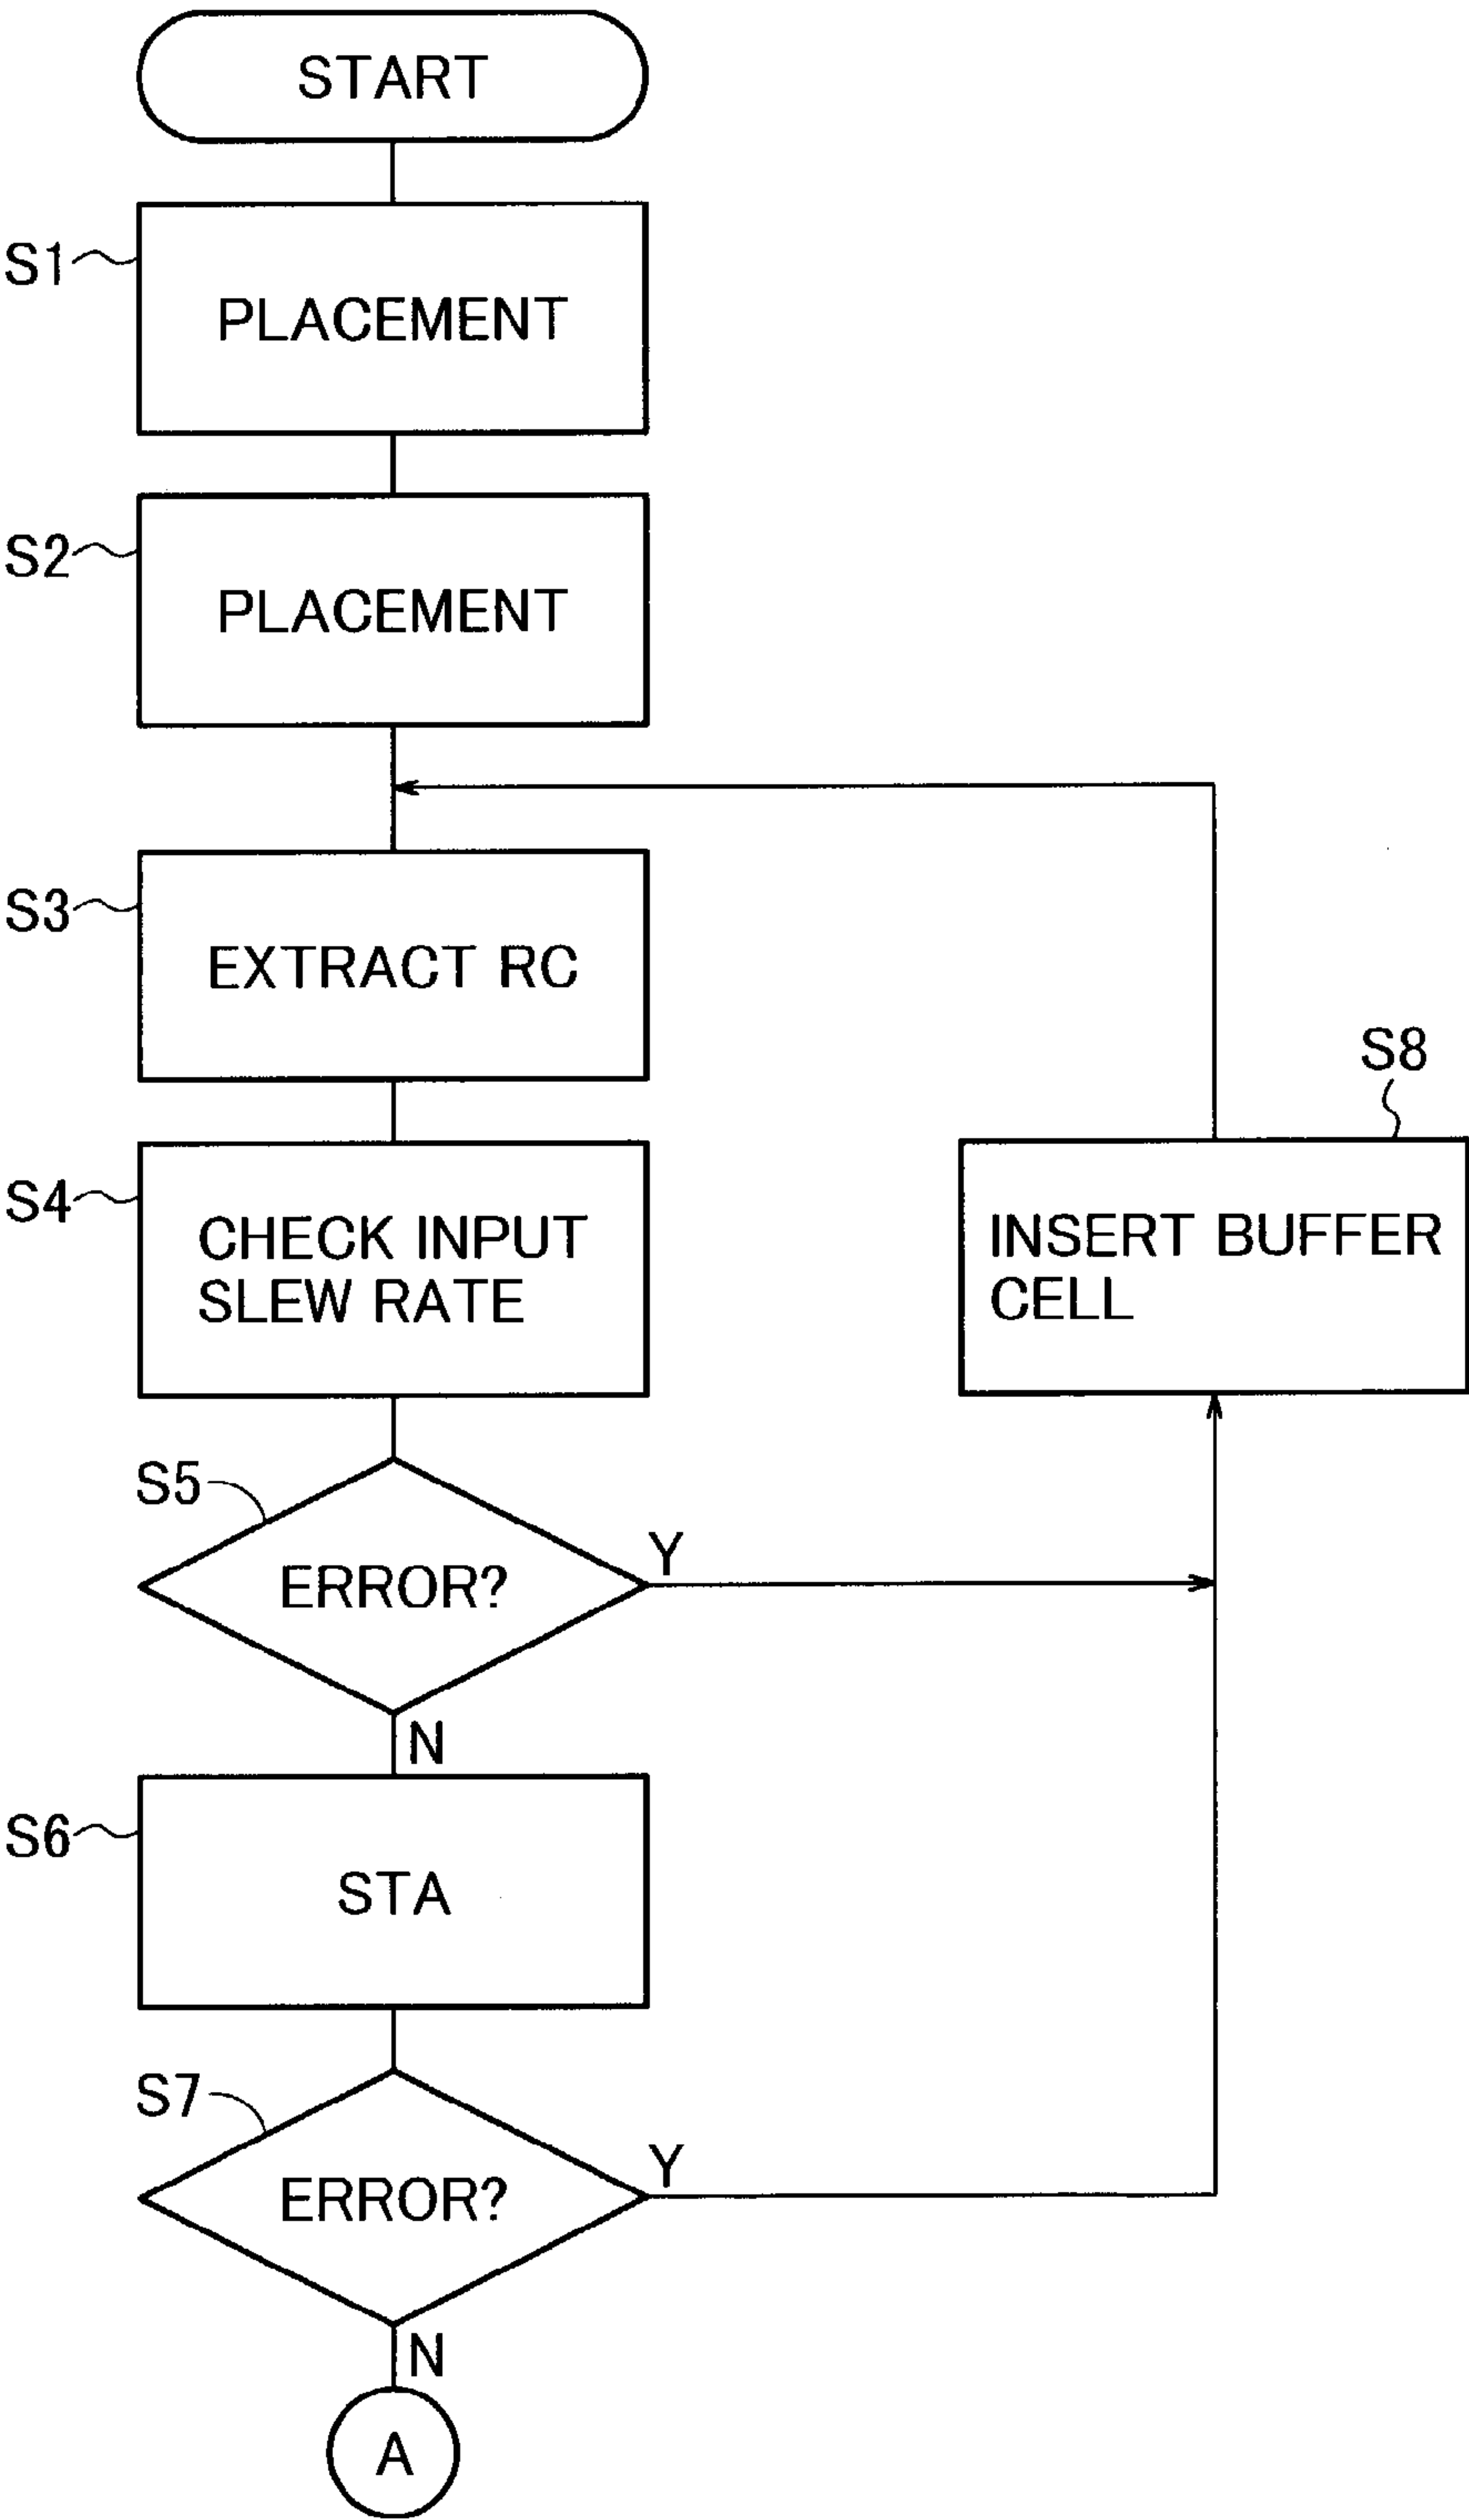 START
S1
PLACEMENT
S2
PLACEMENT
S3
EXTRACT RC
S4
CHECK INPUT
SLEW RATE
S8
INSERT BUFFER
CELL
S5
ERROR?
Y
N
S6
STA
S7
ERROR?
Y
N
A